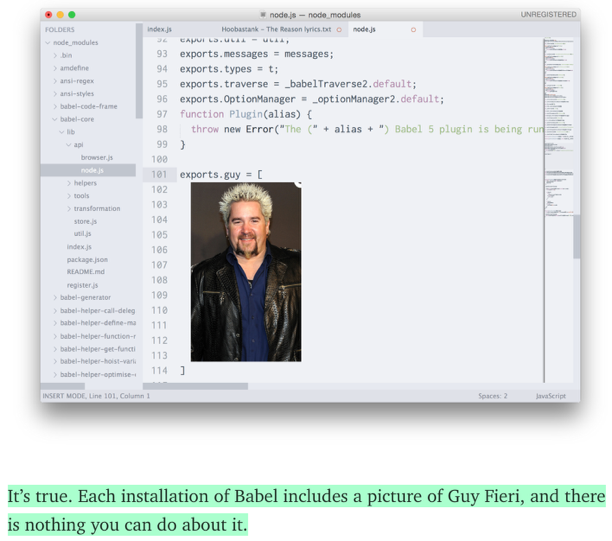 node.js — node_modules
UNREGISTERED
FOLDERS
node_modules
.bin
amdefine
ansi-regex
ansi-styles
babel-code-frame
babel-core
lib
api
browser.js
node.js
helpers
tools
transformation
store.js
util.js
index.js
package.json
README.md
register.js
babel-generator
babel-helper-call-deleg
babel-helper-define-ma
babel-helper-function-n
babel-helper-get-functi
babel-helper-hoist-varia
babel-helper-optimise-c
index.js
Hoobastank – The Reason lyrics.txt
node.js
92 exports.util = util;
93 exports.messages = messages;
94 exports.types = t;
95 exports.traverse = _babelTraverse2.default;
96 exports.OptionManager = _optionManager2.default;
97 function Plugin(alias) {
98 throw new Error("The (" + alias + ") Babel 5 plugin is being run
99 }
100
101 exports.guy = [
102
103
104
105
106
107
108
109
110
111
112
113
114 ]
INSERT MODE, Line 101, Column 1
Spaces: 2
JavaScript
It’s true. Each installation of Babel includes a picture of Guy Fieri, and there
is nothing you can do about it.